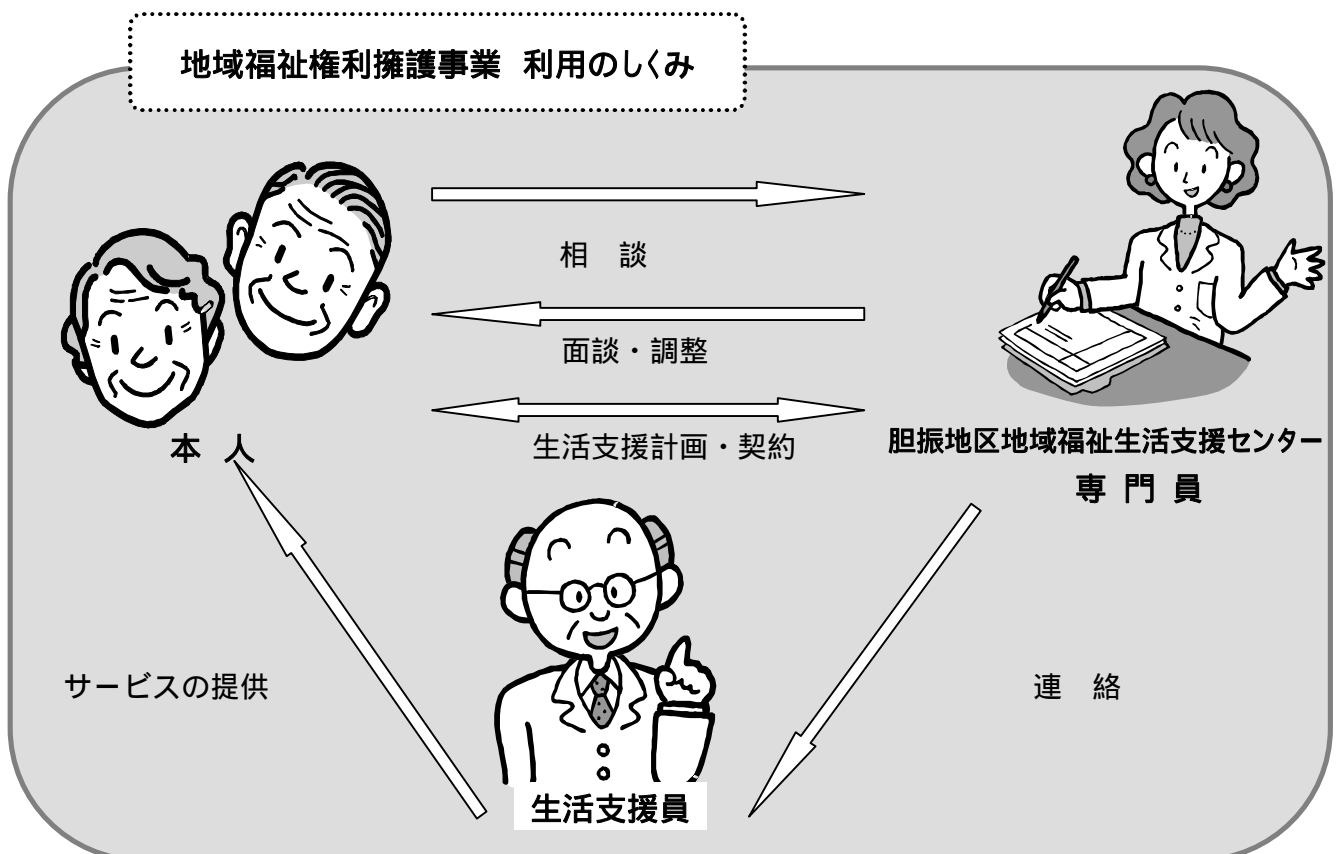 地域福祉権利擁護事業 利用のしくみ
相　談
面談・調整
生活支援計画・契約
本　人
胆振地区地域福祉生活支援センター
専 門 員
サービスの提供
連　絡
生活支援員